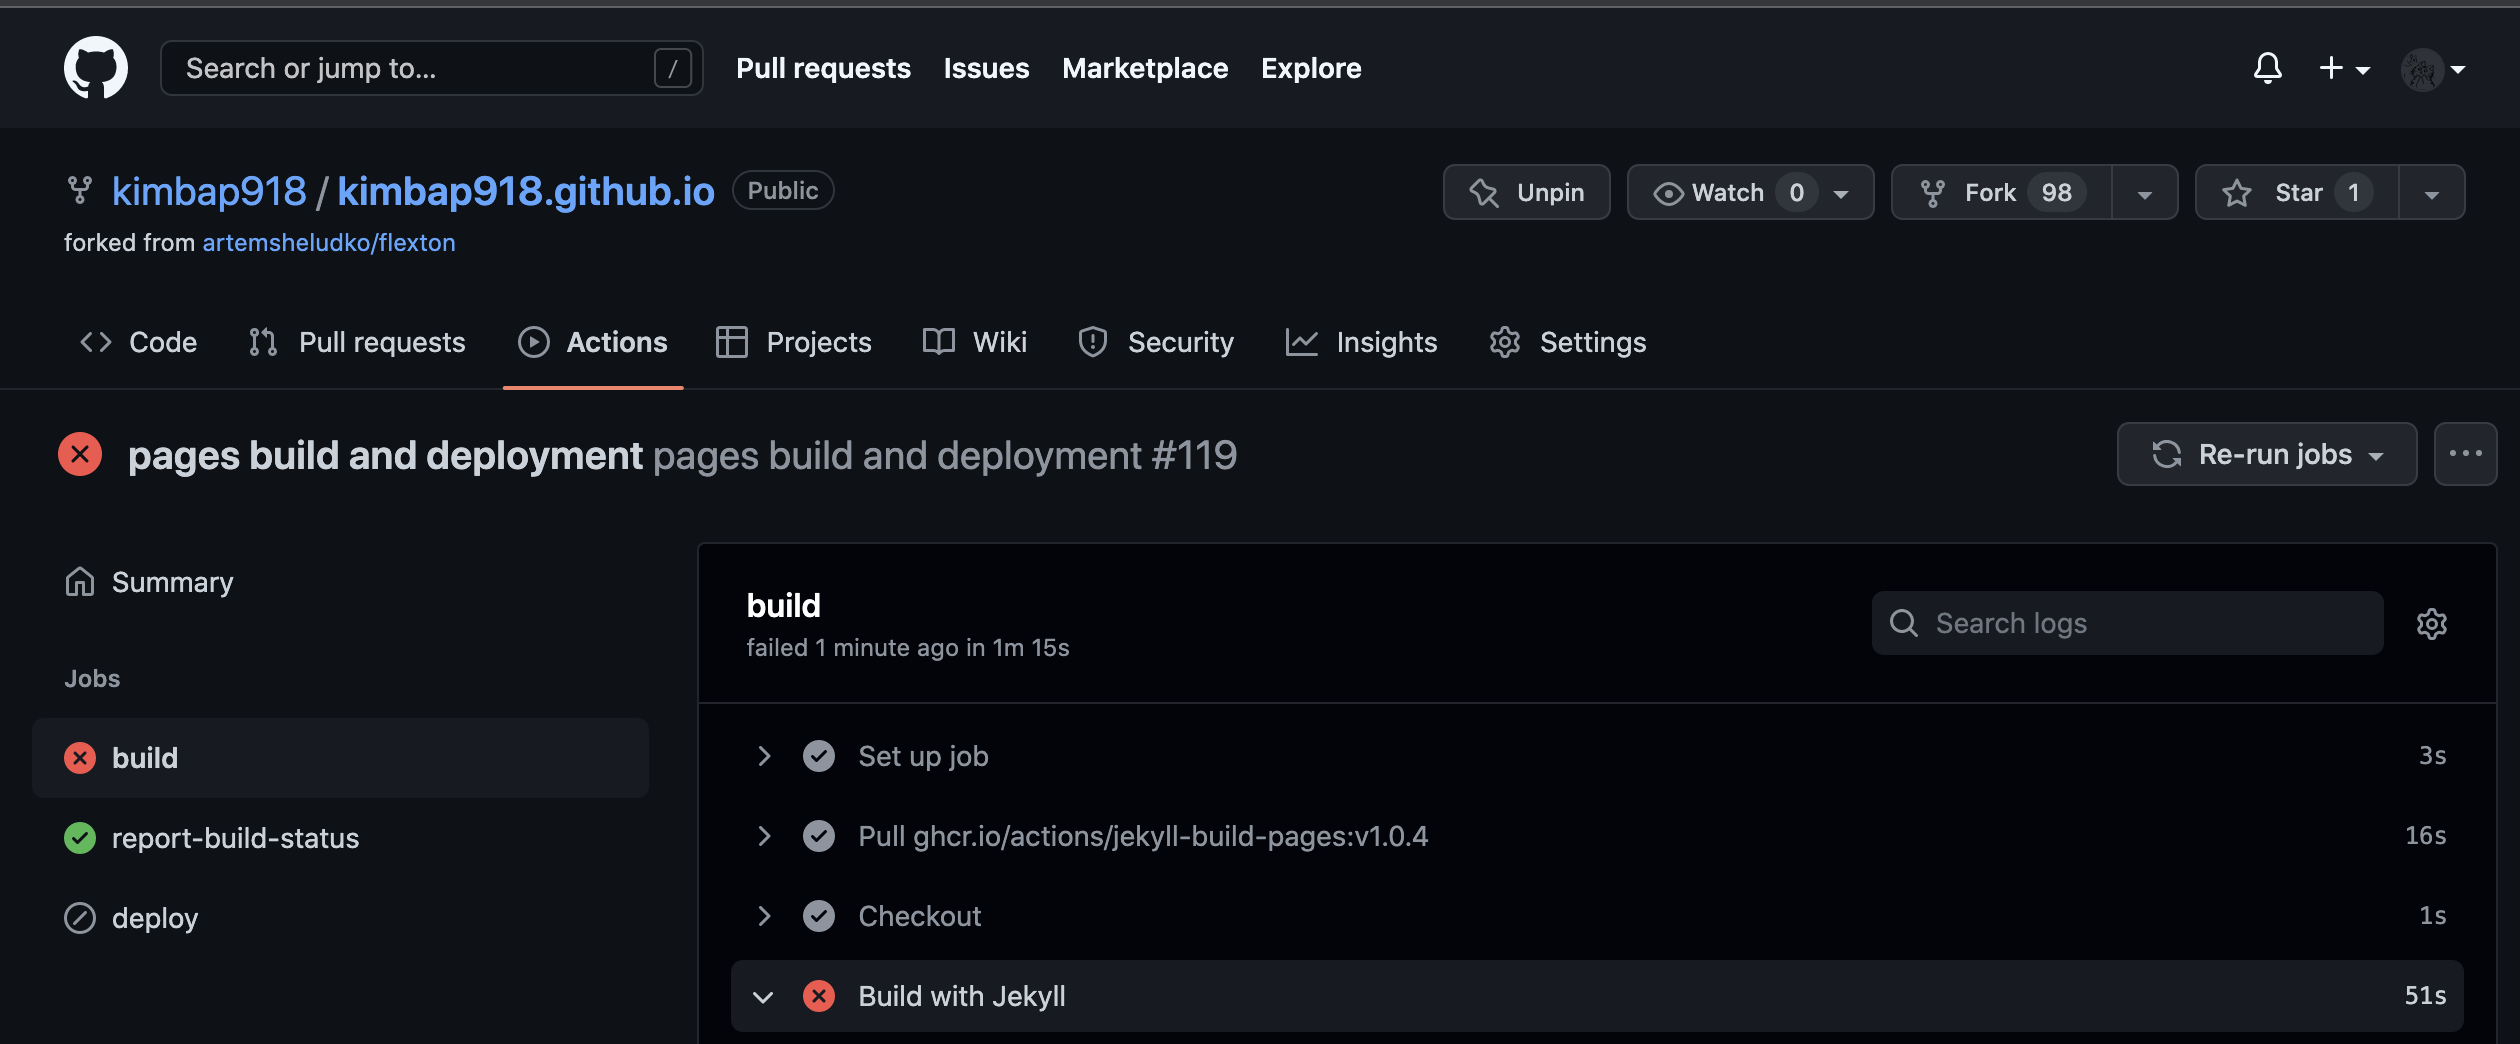 Search or jump to... / Pull requests Issues Marketplace Explore
kimbap918 / kimbap918.github.io Public Unpin Watch 0 Fork 98 Star 1
forked from artemsheludko/flexton
Code Pull requests Actions Projects Wiki Security Insights Settings
pages build and deployment pages build and deployment #119 Re-run jobs ...
Summary
Jobs
build
report-build-status
deploy
build
failed 1 minute ago in 1m 15s
Search logs
Set up job 3s
Pull ghcr.io/actions/jekyll-build-pages:v1.0.4 16s
Checkout 1s
Build with Jekyll 51s